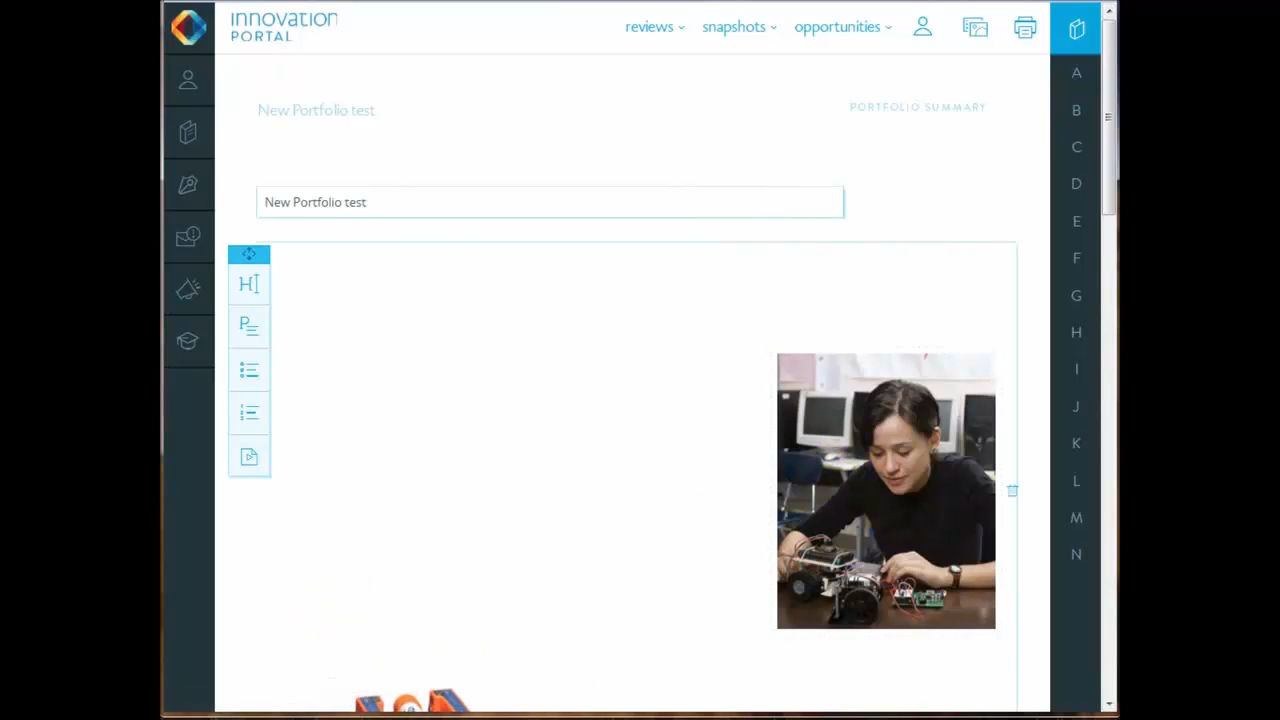 innovation
PORTAL
reviews
snapshots
opportunities
New Portfolio test
PORTFOLIO SUMMARY
New Portfolio test
H
P
A
B
C
D
E
F
G
H
I
J
K
L
M
N